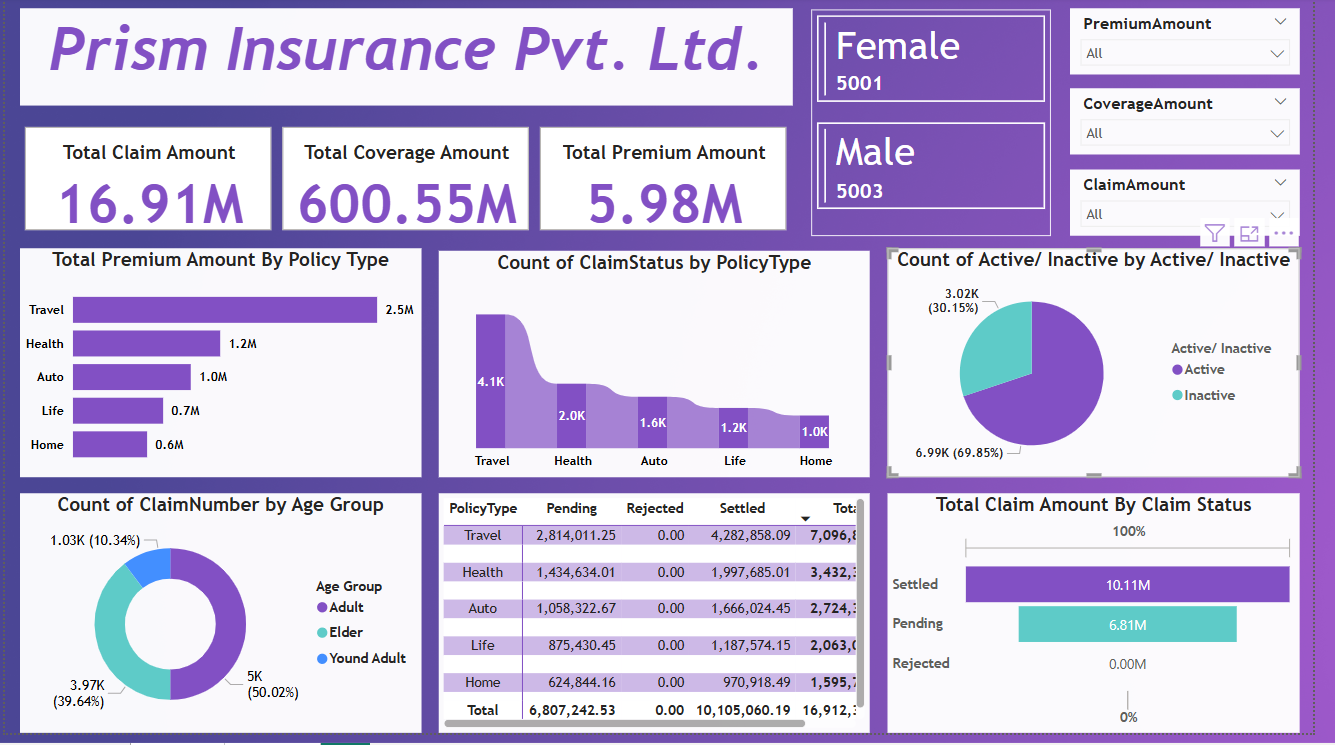 Prism Insurance Pvt. Ltd.
Female
5001
Male
5003
PremiumAmount
All
CoverageAmount
All
ClaimAmount
All
Total Claim Amount
16.91M
Total Coverage Amount
600.55M
Total Premium Amount
5.98M
Total Premium Amount By Policy Type
Travel 2.5M
Health 1.2M
Auto 1.0M
Life 0.7M
Home 0.6M
Count of ClaimStatus by PolicyType
4.1K
2.0K
1.6K
1.2K
1.0K
Travel Health Auto Life Home
Count of Active/ Inactive by Active/ Inactive
3.02K
(30.15%)
6.99K (69.85%)
Active/ Inactive
Active
Inactive
Count of ClaimNumber by Age Group
1.03K (10.34%)
3.97K
(39.64%)
5K
(50.02%)
Age Group
Adult
Elder
Yound Adult
PolicyType Pending Rejected Settled Tota
Travel 2,814,011.25 0.00 4,282,858.09 7,096,8
Health 1,434,634.01 0.00 1,997,685.01 3,432,3
Auto 1,058,322.67 0.00 1,666,024.45 2,724,3
Life 875,430.45 0.00 1,187,574.15 2,063,0
Home 624,844.16 0.00 970,918.49 1,595,7
Total 6,807,242.53 0.00 10,105,060.19 16,912,3
Total Claim Amount By Claim Status
100%
Settled 10.11M
Pending 6.81M
Rejected 0.00M
0%